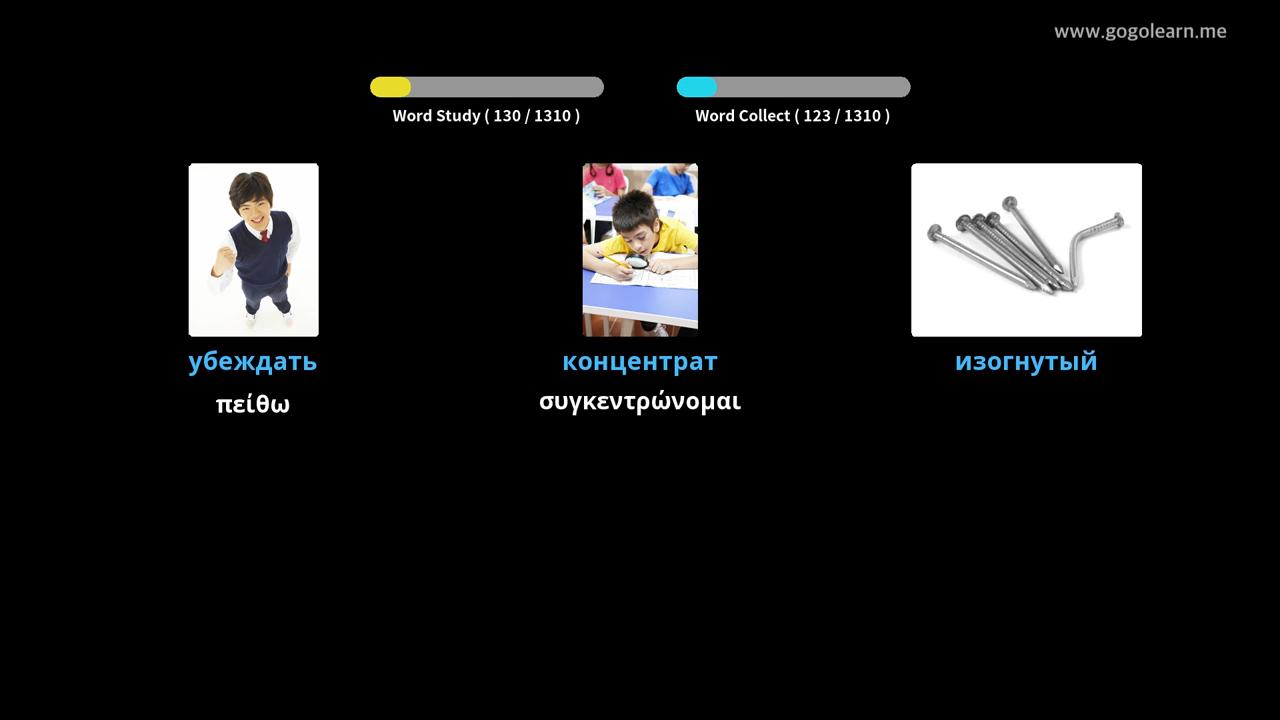 www.gogolearn.me
Word Study ( 130 / 1310 )
Word Collect ( 123 / 1310 )
убеждать
πείθω
концентрат
συγκεντρώνομαι
изогнутый